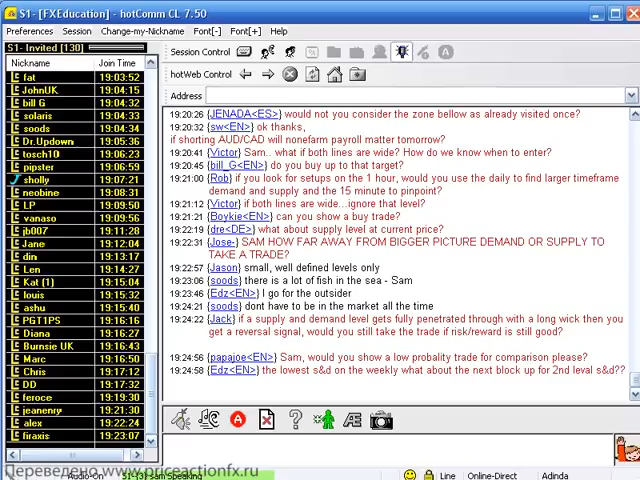 S1- [FXEducation] - hotComm CL 7.50
Preferences Session Change-my-Nickname Font[-] Font[+] Help
S1- Invited [130]
Session Control
Nickname Join Time
hotWeb Control
Address
fat 19:03:52
JohnUK 19:04:15
bill G 19:04:32
solaris 19:04:33
soods 19:04:34
Dr.Updown 19:05:36
tosch10 19:06:23
pipster 19:06:59
sholly 19:07:21
neobine 19:08:31
LP 19:09:50
vanaso 19:09:56
jb007 19:11:28
Jane 19:12:04
din 19:13:17
Len 19:14:27
Kat (1) 19:15:04
louis 19:15:32
ashu 19:15:40
PGT1PS 19:16:16
Diana 19:16:27
Burnsie UK 19:16:43
Marc 19:16:50
Chris 19:17:12
DD 19:17:32
feroce 19:19:30
jeanenry 19:21:30
alex 19:22:24
firaxis 19:23:07
19:20:26 {JENADA<ES>} would not you consider the zone bellow as already visited once?
19:20:32 {sw<EN>} ok thanks,
if shorting AUD/CAD will nonefarm payroll matter tomorrow?
19:20:41 {Victor} Sam.. what if both lines are wide? How do we know when to enter?
19:20:45 {bill_G<EN>} do you buy up to that target?
19:21:00 {Rob} if you look for setups on the 1 hour, would you use the daily to find larger timeframe
demand and supply and the 15 minute to pinpoint?
19:21:12 {Victor} if both lines are wide...ignore that level?
19:21:21 {Boykie<EN>} can you show a buy trade?
19:22:19 {dre<DE>} what about supply level at current price?
19:22:31 {Jose-} SAM HOW FAR AWAY FROM BIGGER PICTURE DEMAND OR SUPPLY TO
TAKE A TRADE?
19:22:57 {Jason} small, well defined levels only
19:23:06 {soods} there is a lot of fish in the sea - Sam
19:23:46 {Edz<EN>} I go for the outsider
19:24:21 {soods} dont have to be in the market all the time
19:24:22 {Jack} if a supply and demand level gets fully penetrated through with a long wick then you
get a reversal signal, would you still take the trade if risk/reward is still good?
19:24:56 {papajoe<EN>} Sam, would you show a low probality trade for comparison please?
19:24:58 {Edz<EN>} the lowest s&d on the weekly what about the next block up for 2nd leval s&d??
Переведено www.priceactionfx.ru
Audio-On S1-(3) sam Speaking Line Online-Direct Adinda